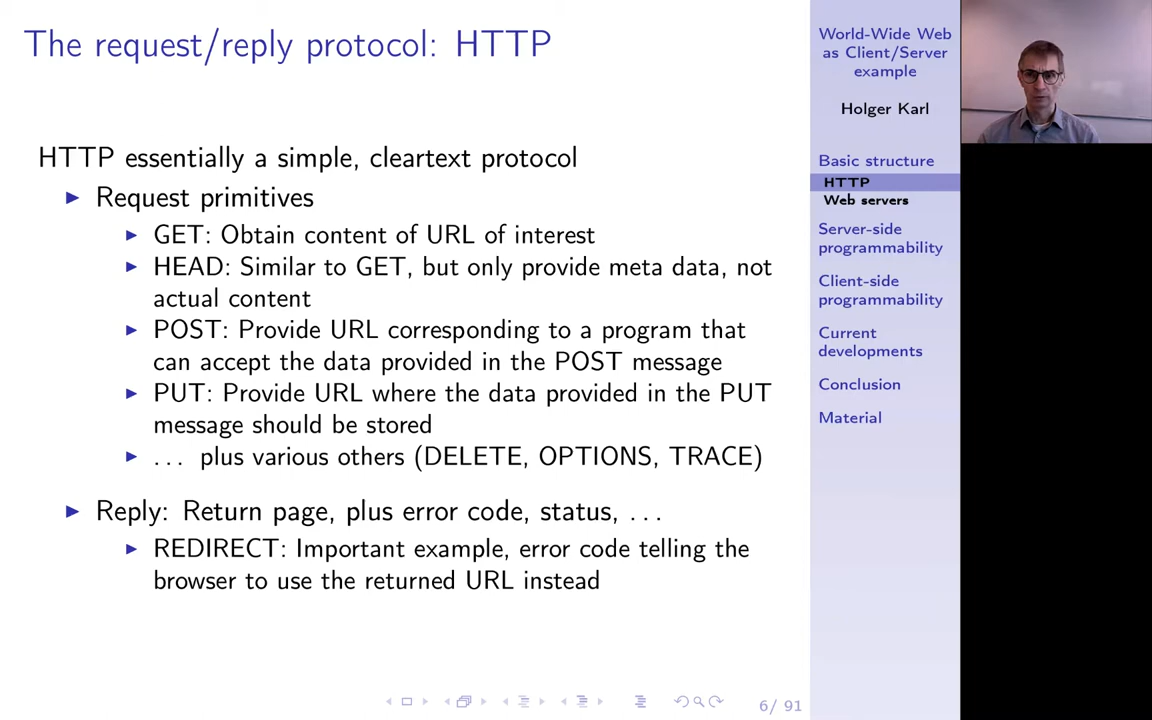 The request/reply protocol: HTTP
HTTP essentially a simple, cleartext protocol
Request primitives
GET: Obtain content of URL of interest
HEAD: Similar to GET, but only provide meta data, not
actual content
POST: Provide URL corresponding to a program that
can accept the data provided in the POST message
PUT: Provide URL where the data provided in the PUT
message should be stored
... plus various others (DELETE, OPTIONS, TRACE)
Reply: Return page, plus error code, status, ...
REDIRECT: Important example, error code telling the
browser to use the returned URL instead
World-Wide Web
as Client/Server
example
Holger Karl
Basic structure
HTTP
Web servers
Server-side
programmability
Client-side
programmability
Current
developments
Conclusion
Material
6/ 91